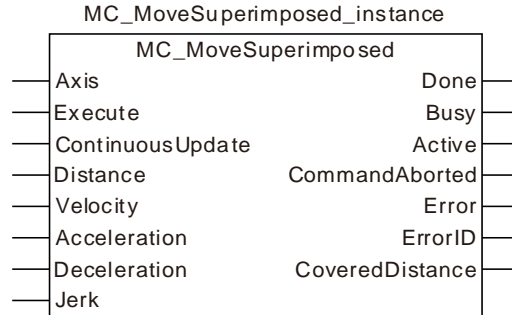 MC_MoveSuperimposed_instance
MC_MoveSuperimposed
Axis Done
Execute Busy
ContinuousUpdate Active
Distance CommandAborted
Velocity Error
Acceleration ErrorID
Deceleration CoveredDistance
Jerk